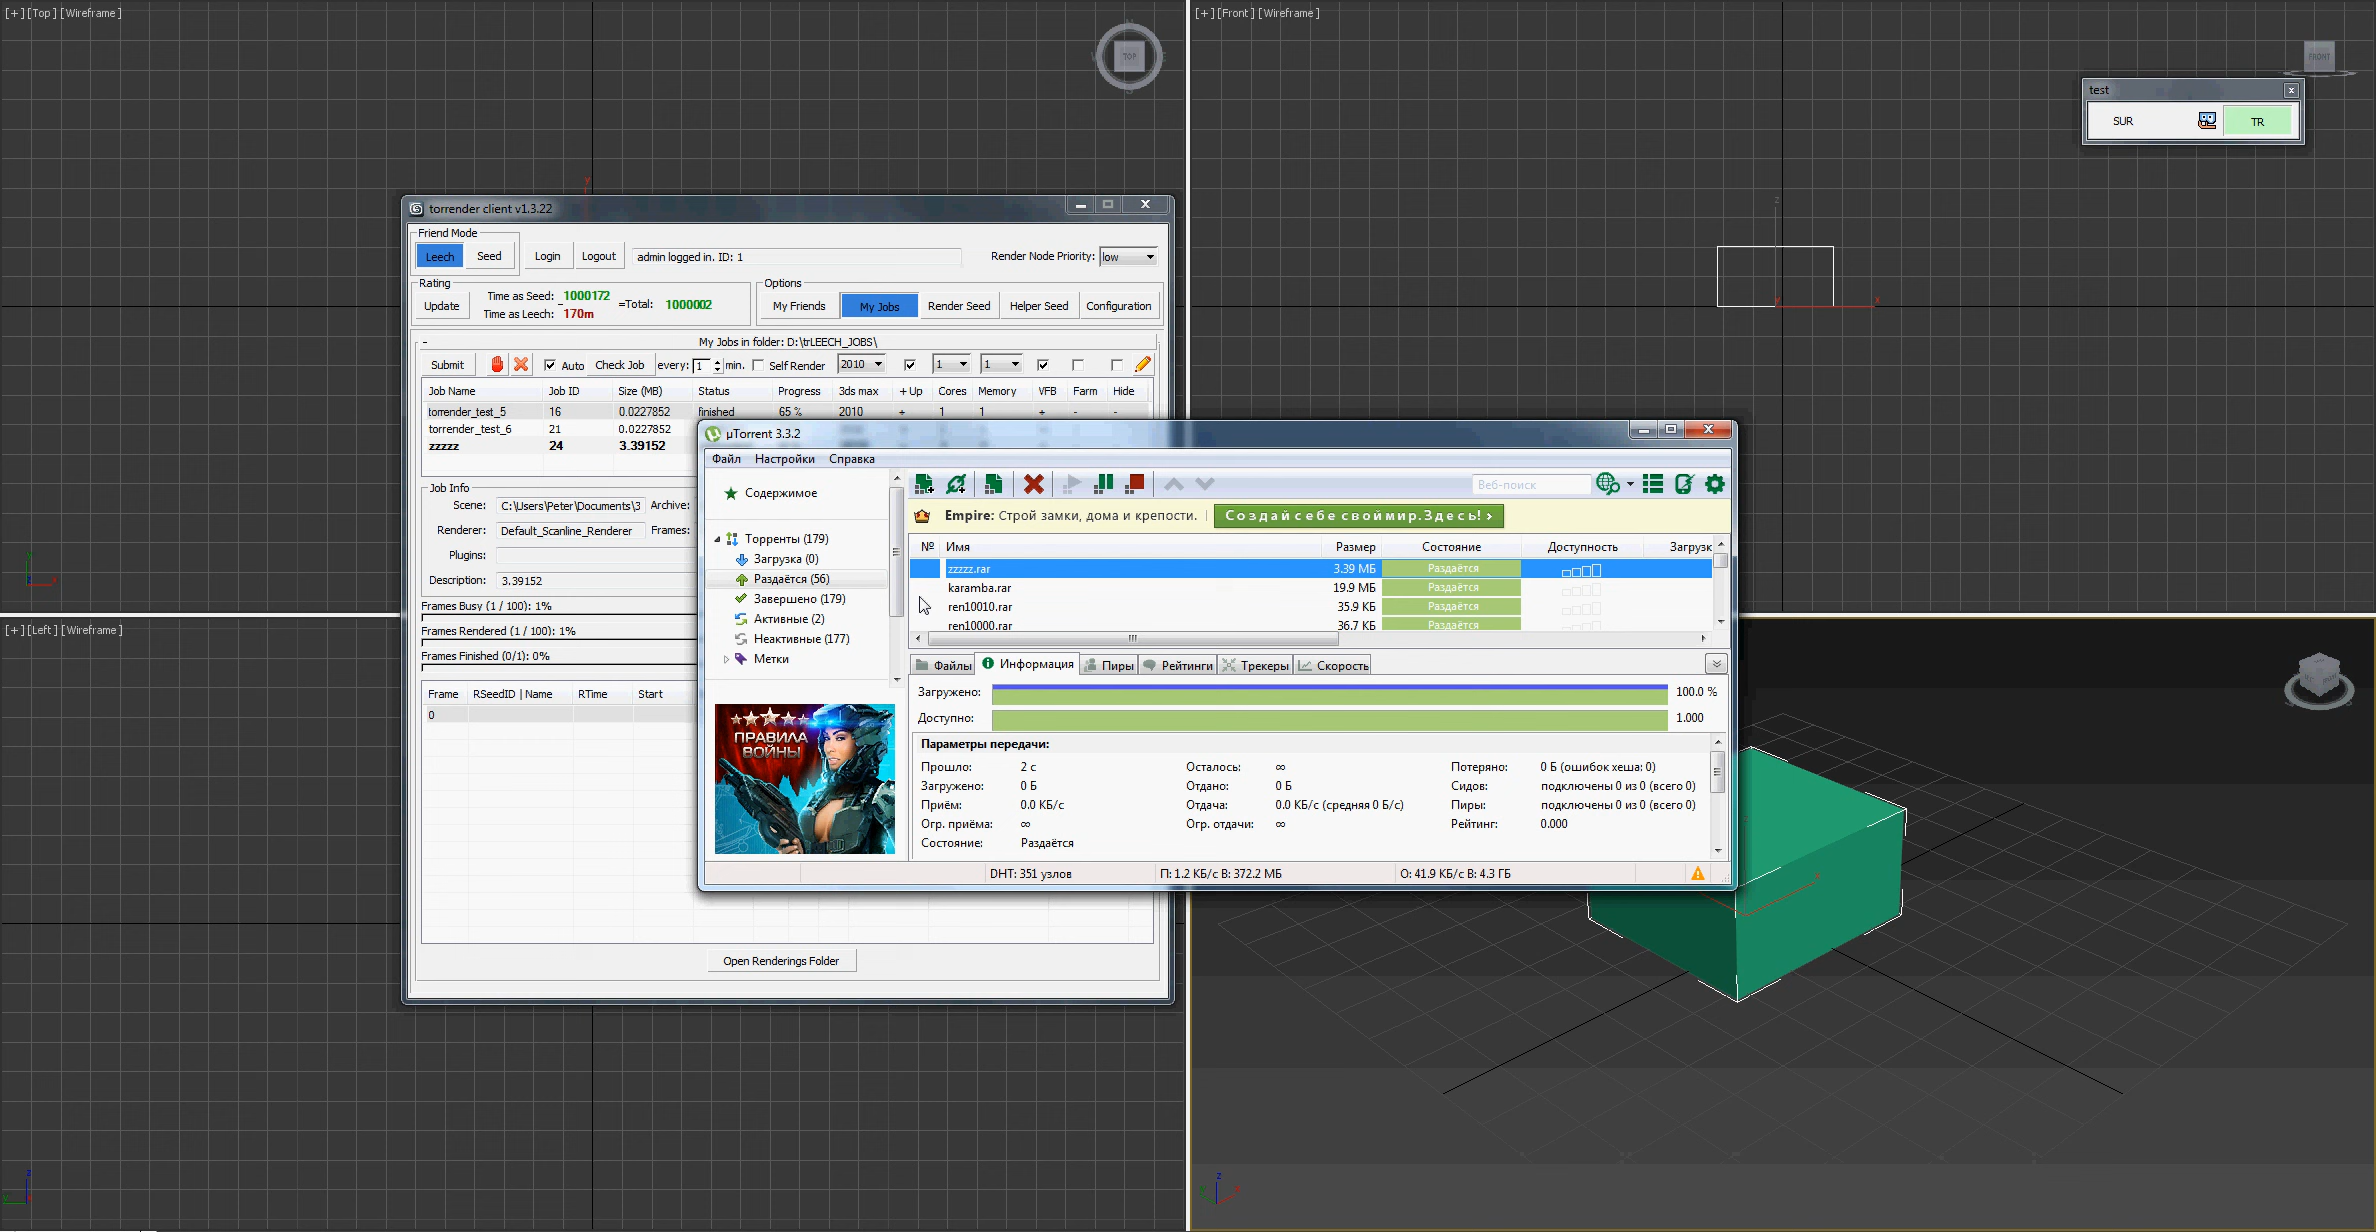 [+] [Top] [Wireframe]
TOP
[+] [Front] [Wireframe]
FRONT
test
SUR
TR
torrender client v1.3.22
Friend Mode
Leech Seed Login Logout admin logged in. ID: 1 Render Node Priority: low
Rating
Update
Time as Seed: 1000172
Time as Leech: 170m
=Total: 1000002
Options
My Friends My Jobs Render Seed Helper Seed Configuration
- My Jobs in folder: D:\trLEECH_JOBS\
Submit Auto Check Job every: 1 min. Self Render 2010 1 1
Job Name Job ID Size (MB) Status Progress 3ds max + Up Cores Memory VFB Farm Hide
torrender_test_5 16 0.0227852 finished 65 % 2010 + 1 1 + - -
torrender_test_6 21 0.0227852
zzzzz 24 3.39152
Job Info
Scene: C:\Users\Peter\Documents\3 Archive:
Renderer: Default_Scanline_Renderer Frames:
Plugins:
Description: 3.39152
Frames Busy (1 / 100): 1%
Frames Rendered (1 / 100): 1%
Frames Finished (0/1): 0%
Frame RSeedID | Name RTime Start
0
Open Renderings Folder
µTorrent 3.3.2
Файл Настройки Справка
Содержимое
Торренты (179)
Загрузка (0)
Раздаётся (56)
Завершено (179)
Активные (2)
Неактивные (177)
Метки
ПРАВИЛА
ВОЙНЫ
Веб-поиск
Empire: Строй замки, дома и крепости. Создай себе свой мир. Здесь! ›
№ Имя Размер Состояние Доступность Загрузк
zzzzz.rar 3.39 МБ Раздаётся
karamba.rar 19.9 МБ Раздаётся
ren10010.rar 35.9 КБ Раздаётся
ren10000.rar 36.7 КБ Раздаётся
Файлы Информация Пиры Рейтинги Трекеры Скорость
Загружено: 100.0 %
Доступно: 1.000
Параметры передачи:
Прошло: 2 с Осталось: ∞ Потеряно: 0 Б (ошибок хеша: 0)
Загружено: 0 Б Отдано: 0 Б Сидов: подключены 0 из 0 (всего 0)
Приём: 0.0 КБ/с Отдача: 0.0 КБ/с (средняя 0 Б/с) Пиры: подключены 0 из 0 (всего 0)
Огр. приёма: ∞ Огр. отдачи: ∞ Рейтинг: 0.000
Состояние: Раздаётся
DHT: 351 узлов П: 1.2 КБ/с В: 372.2 МБ О: 41.9 КБ/с В: 4.3 ГБ
[+] [Left] [Wireframe]